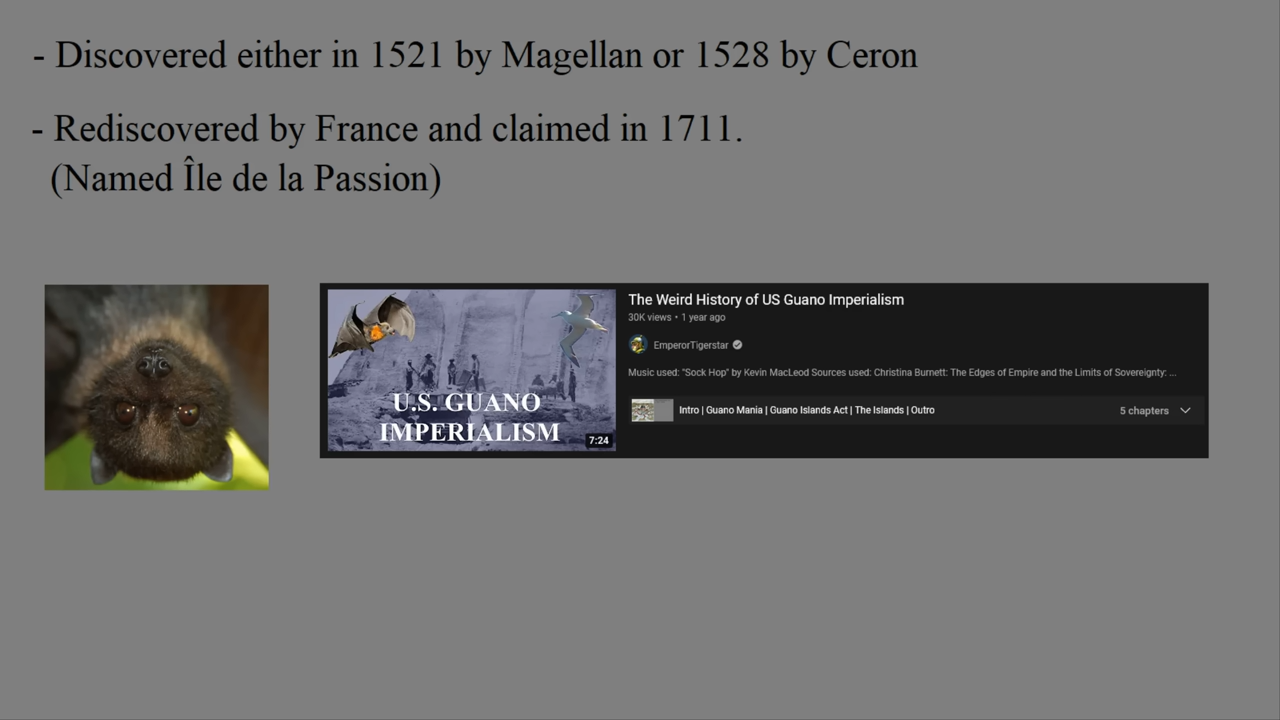 - Discovered either in 1521 by Magellan or 1528 by Ceron
- Rediscovered by France and claimed in 1711.
(Named Île de la Passion)
U.S. GUANO
IMPERIALISM
7:24
The Weird History of US Guano Imperialism
30K views • 1 year ago
EmperorTigerstar
Music used: "Sock Hop" by Kevin MacLeod Sources used: Christina Burnett: The Edges of Empire and the Limits of Sovereignty: ...
Intro | Guano Mania | Guano Islands Act | The Islands | Outro
5 chapters